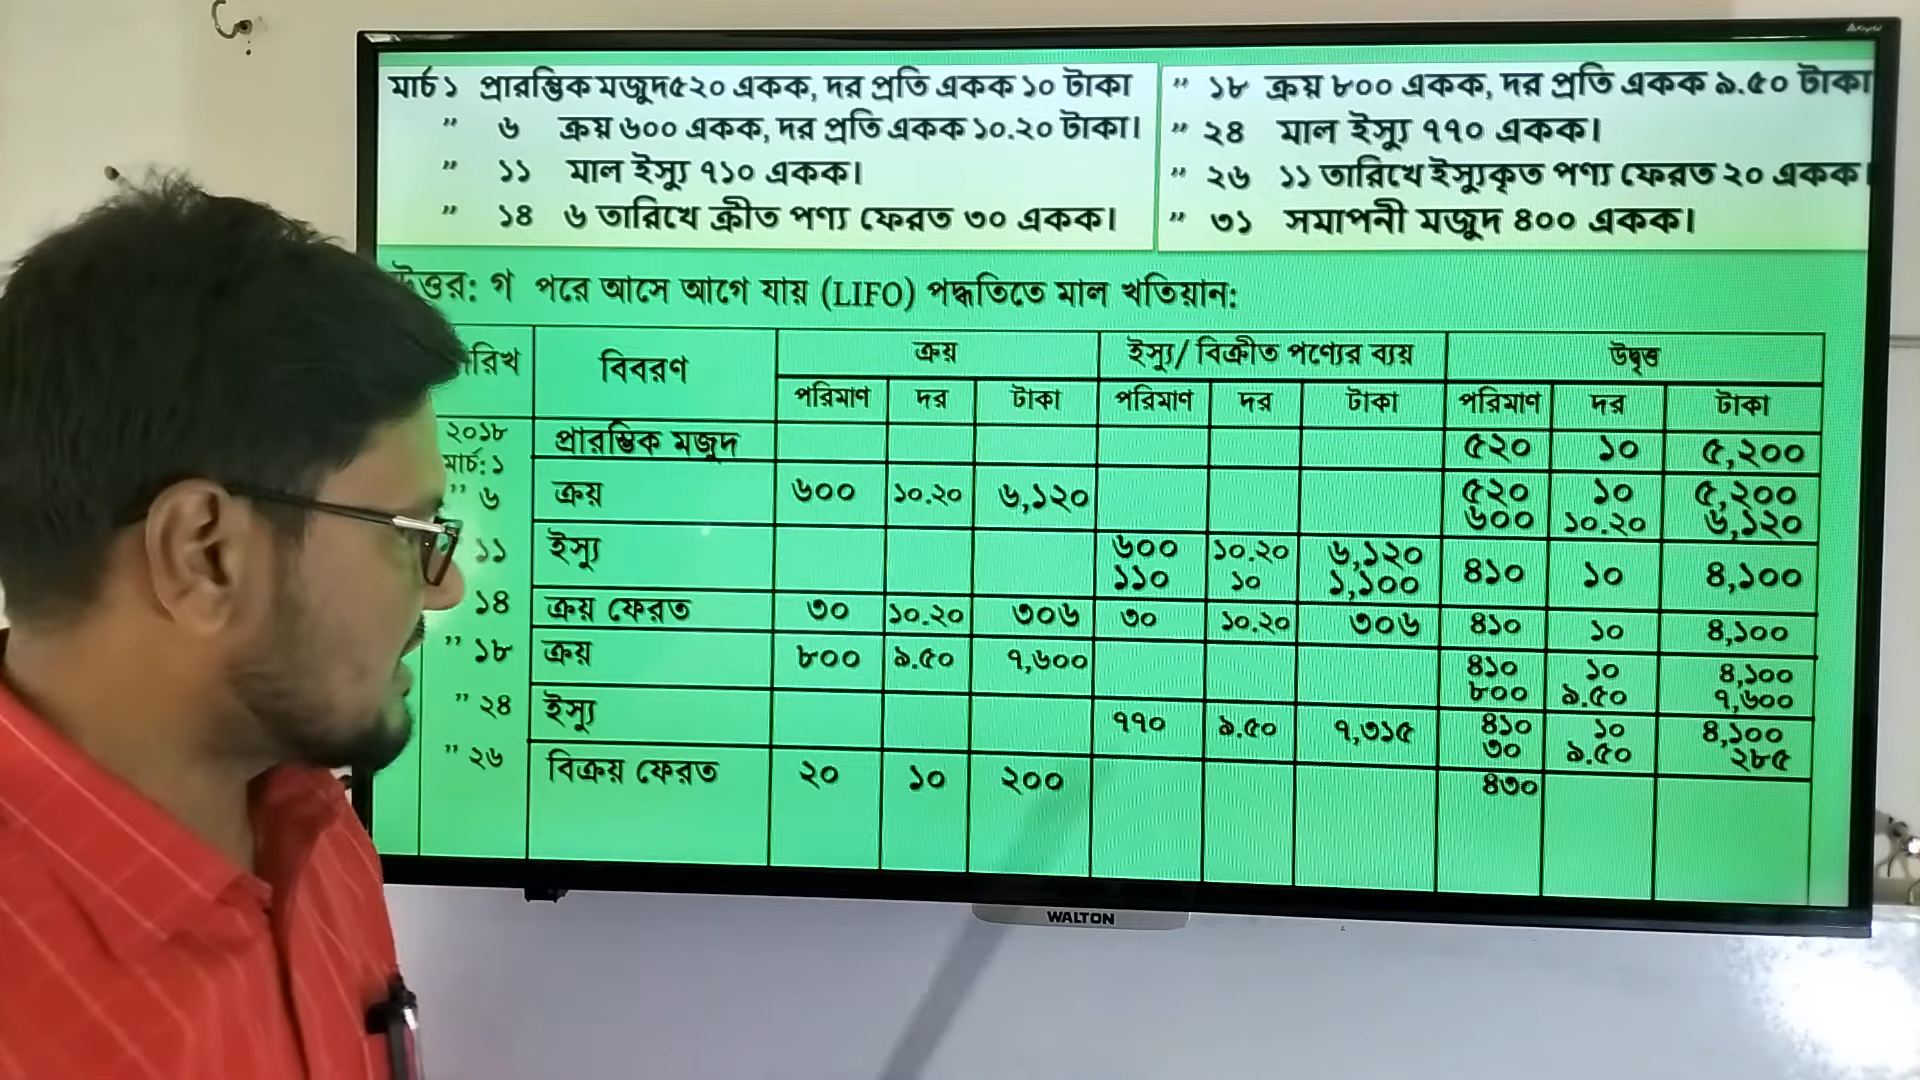 মার্চ ১ প্রারম্ভিক মজুদ৫২০ একক, দর প্রতি একক ১০ টাকা
” ৬ ক্রয় ৬০০ একক, দর প্রতি একক ১০.২০ টাকা।
” ১১ মাল ইস্যু ৭১০ একক।
” ১৪ ৬ তারিখে ক্রীত পণ্য ফেরত ৩০ একক।
” ১৮ ক্রয় ৮০০ একক, দর প্রতি একক ৯.৫০ টাকা
” ২৪ মাল ইস্যু ৭৭০ একক।
” ২৬ ১১ তারিখে ইস্যুকৃত পণ্য ফেরত ২০ একক
” ৩১ সমাপনী মজুদ ৪০০ একক।
উত্তর: গ পরে আসে আগে যায় (LIFO) পদ্ধতিতে মাল খতিয়ান:
রিখ বিবরণ ক্রয় ইস্যু/ বিক্রীত পণ্যের ব্যয় উদ্বৃত্ত
পরিমাণ দর টাকা পরিমাণ দর টাকা পরিমাণ দর টাকা
২০১৮
মার্চ: ১ প্রারম্ভিক মজুদ ৫২০ ১০ ৫,২০০
” ৬ ক্রয় ৬০০ ১০.২০ ৬,১২০ ৫২০ ১০ ৫,২০০
৬০০ ১০.২০ ৬,১২০
১১ ইস্যু ৬০০ ১০.২০ ৬,১২০ ৪১০ ১০ ৪,১০০
১১০ ১০ ১,১০০
১৪ ক্রয় ফেরত ৩০ ১০.২০ ৩০৬ ৩০ ১০.২০ ৩০৬ ৪১০ ১০ ৪,১০০
” ১৮ ক্রয় ৮০০ ৯.৫০ ৭,৬০০ ৪১০ ১০ ৪,১০০
৮০০ ৯.৫০ ৭,৬০০
” ২৪ ইস্যু ৭৭০ ৯.৫০ ৭,৩১৫ ৪১০ ১০ ৪,১০০
৩০ ৯.৫০ ২৮৫
” ২৬ বিক্রয় ফেরত ২০ ১০ ২০০ ৪৩০
WALTON